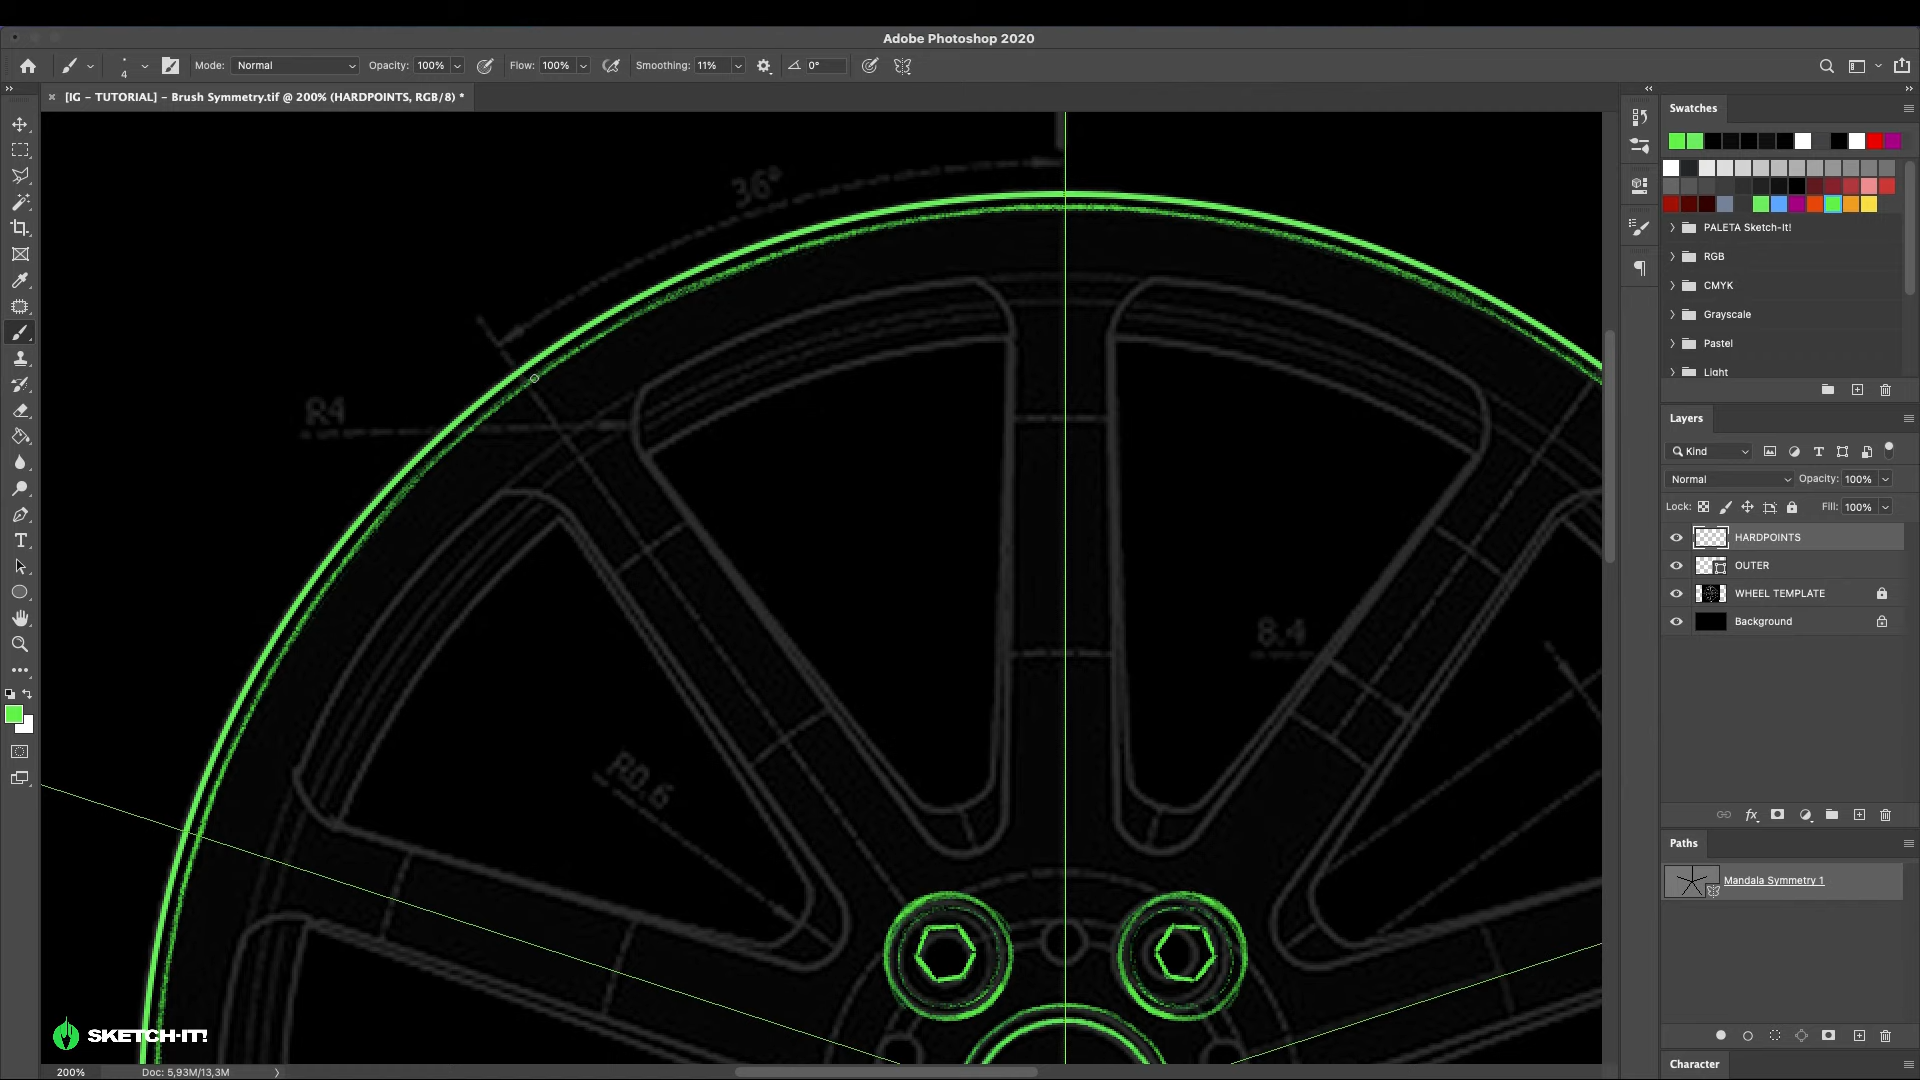 Adobe Photoshop 2020
4
Mode: Normal
Opacity: 100%
Flow: 100%
Smoothing: 11%
0°
[IG – TUTORIAL] – Brush Symmetry.tif @ 200% (HARDPOINTS, RGB/8) *
36°
R4
R0.6
8.4
SKETCH-IT!
200%
Doc: 5,93M/13,3M
Swatches
PALETA Sketch-It!
RGB
CMYK
Grayscale
Pastel
Light
Layers
Kind
Normal
Opacity: 100%
Lock:
Fill: 100%
HARDPOINTS
OUTER
WHEEL TEMPLATE
Background
fx
Paths
Mandala Symmetry 1
Character